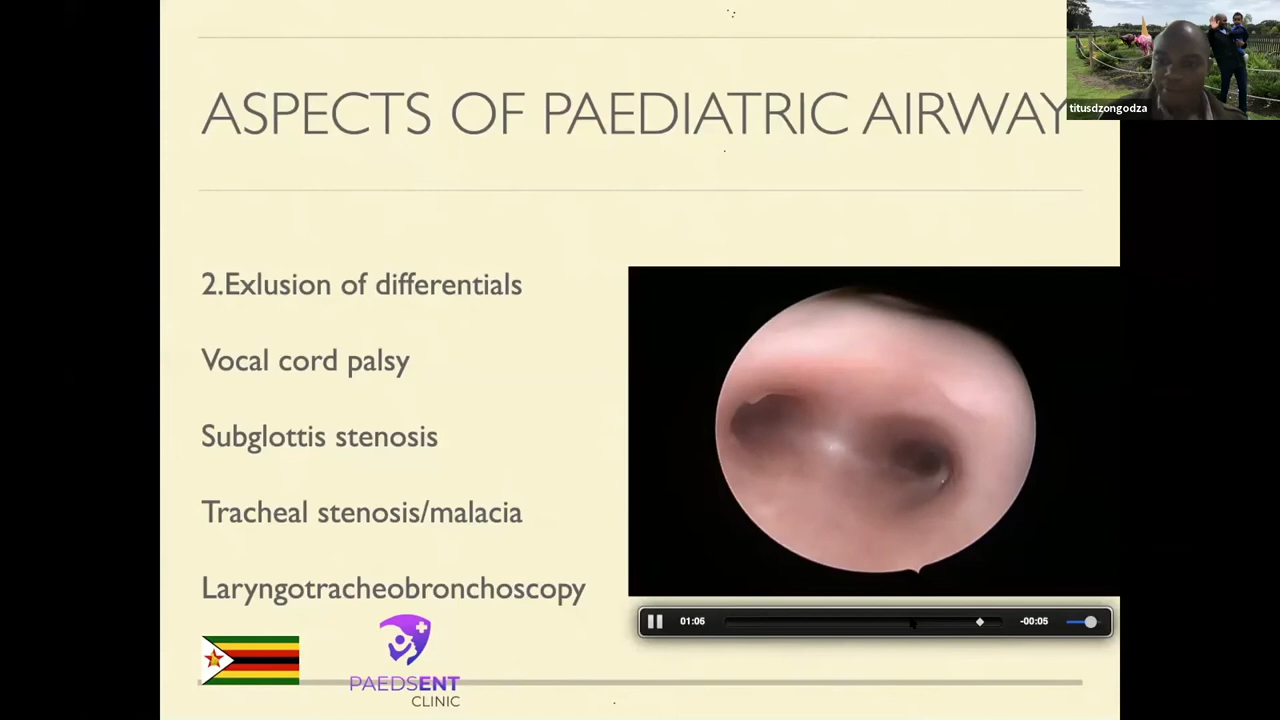 ASPECTS OF PAEDIATRIC AIRWAY
titusdzongodza
2.Exlusion of differentials
Vocal cord palsy
Subglottis stenosis
Tracheal stenosis/malacia
Laryngotracheobronchoscopy
01:06
-00:05
PAEDSENT
CLINIC